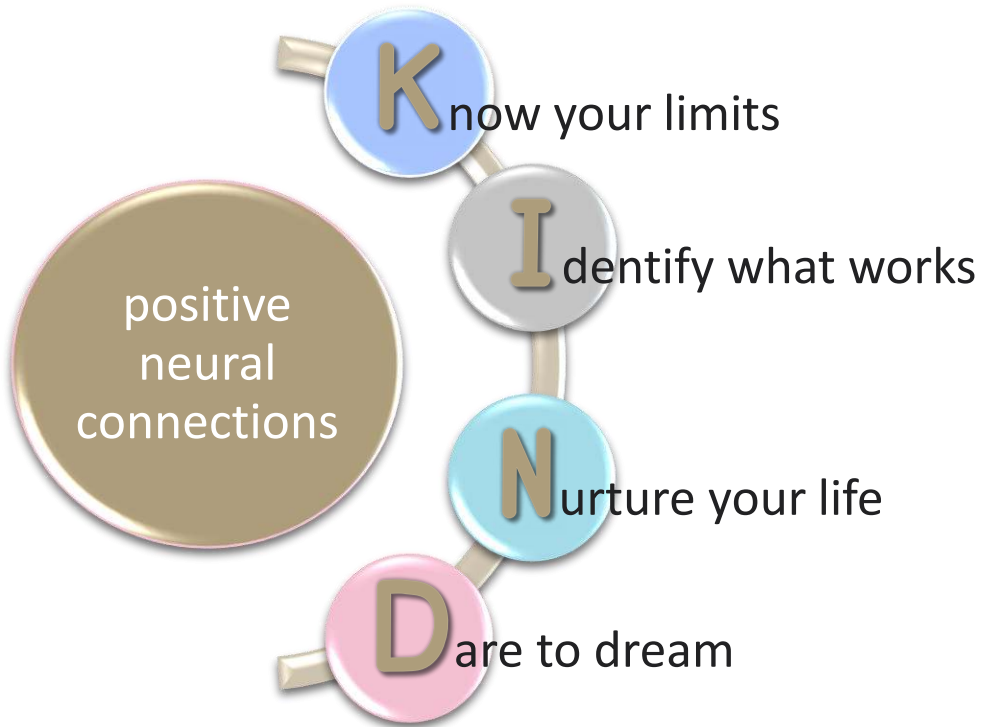 Know your limits
Identify what works
positive
neural
connections
Nurture your life
Dare to dream